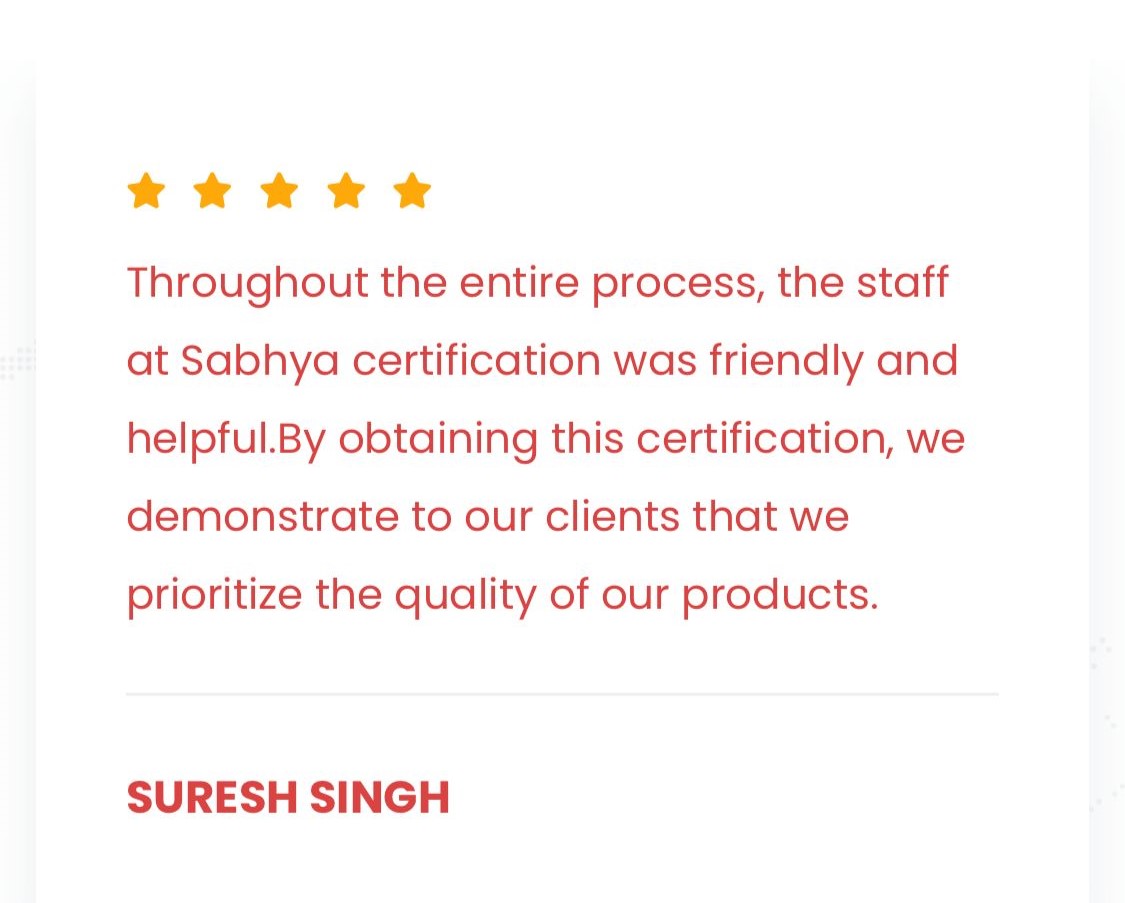 Throughout the entire process, the staff
at Sabhya certification was friendly and
helpful.By obtaining this certification, we
demonstrate to our clients that we
prioritize the quality of our products.
SURESH SINGH